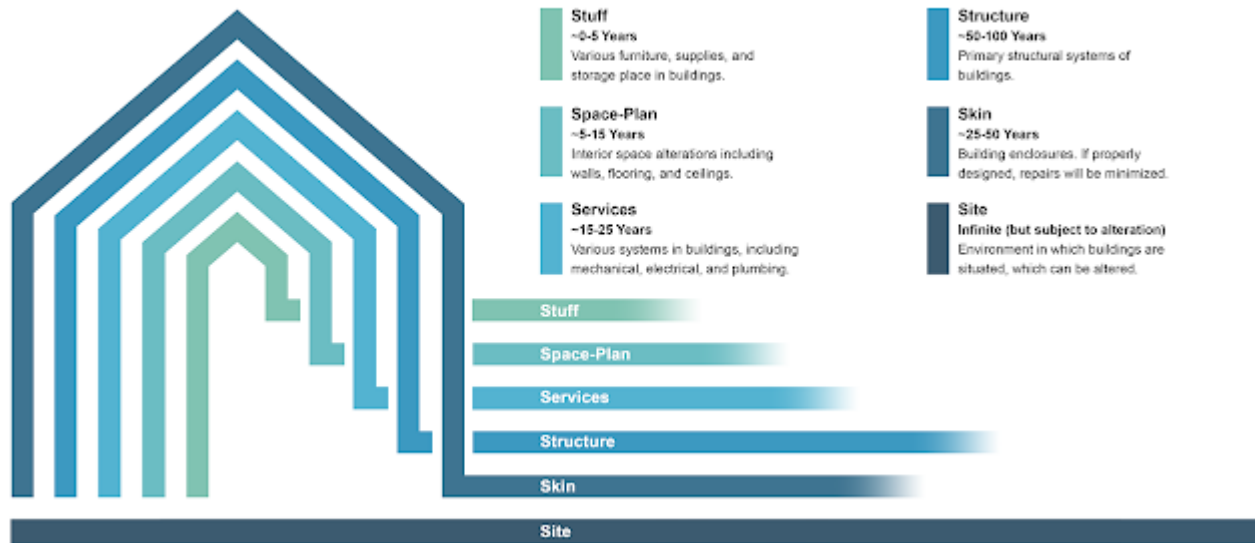 Stuff
~0-5 Years
Various furniture, supplies, and
storage place in buildings.
Space-Plan
~5-15 Years
Interior space alterations including
walls, flooring, and ceilings.
Services
~15-25 Years
Various systems in buildings, including
mechanical, electrical, and plumbing.
Structure
~50-100 Years
Primary structural systems of
buildings.
Skin
~25-50 Years
Building enclosures. If properly
designed, repairs will be minimized.
Site
Infinite (but subject to alteration)
Environment in which buildings are
situated, which can be altered.
Stuff
Space-Plan
Services
Structure
Skin
Site